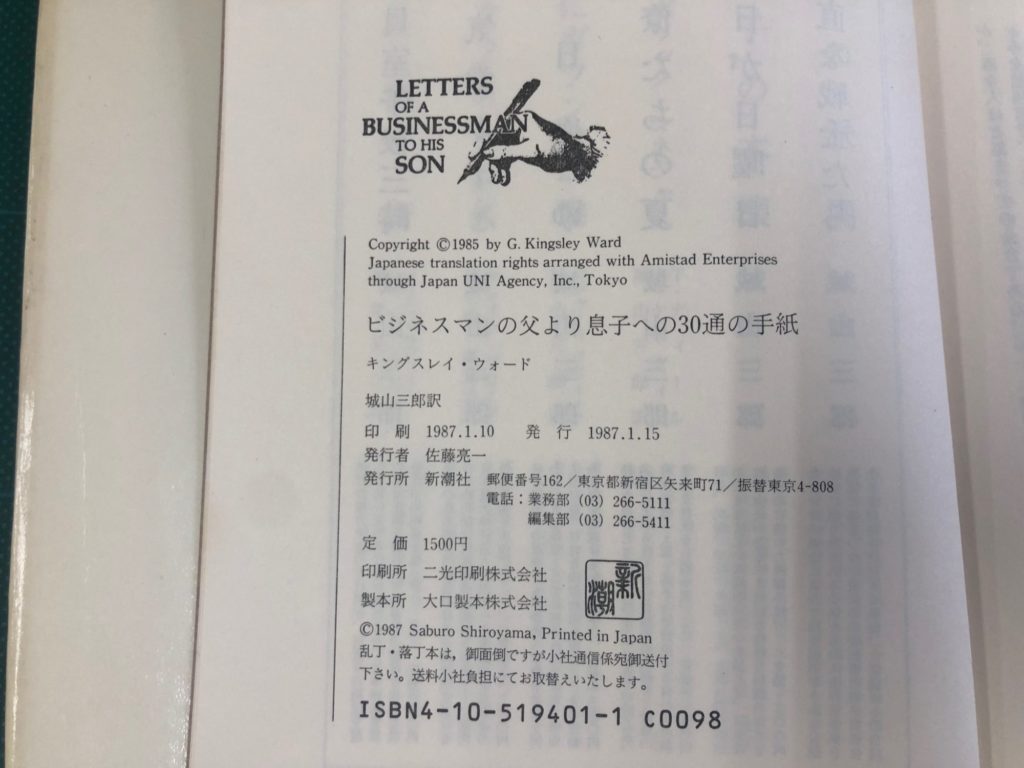 LETTERS
OF A
BUSINESSMAN
TO HIS
SON
Copyright ©1985 by G. Kingsley Ward
Japanese translation rights arranged with Amistad Enterprises
through Japan UNI Agency, Inc., Tokyo
ビジネスマンの父より息子への30通の手紙
キングスレイ・ウォード
城山三郎訳
印 刷 1987.1.10 発 行 1987.1.15
発行者 佐藤亮一
発行所 新潮社 郵便番号162／東京都新宿区矢来町71／振替東京4-808
電話：業務部 (03) 266-5111
編集部 (03) 266-5411
定 価 1500円
印刷所 二光印刷株式会社
製本所 大口製本株式会社
新潮
©1987 Saburo Shiroyama, Printed in Japan
乱丁・落丁本は，御面倒ですが小社通信係宛御送付
下さい。送料小社負担にてお取替えいたします。
ISBN4-10-519401-1 C0098